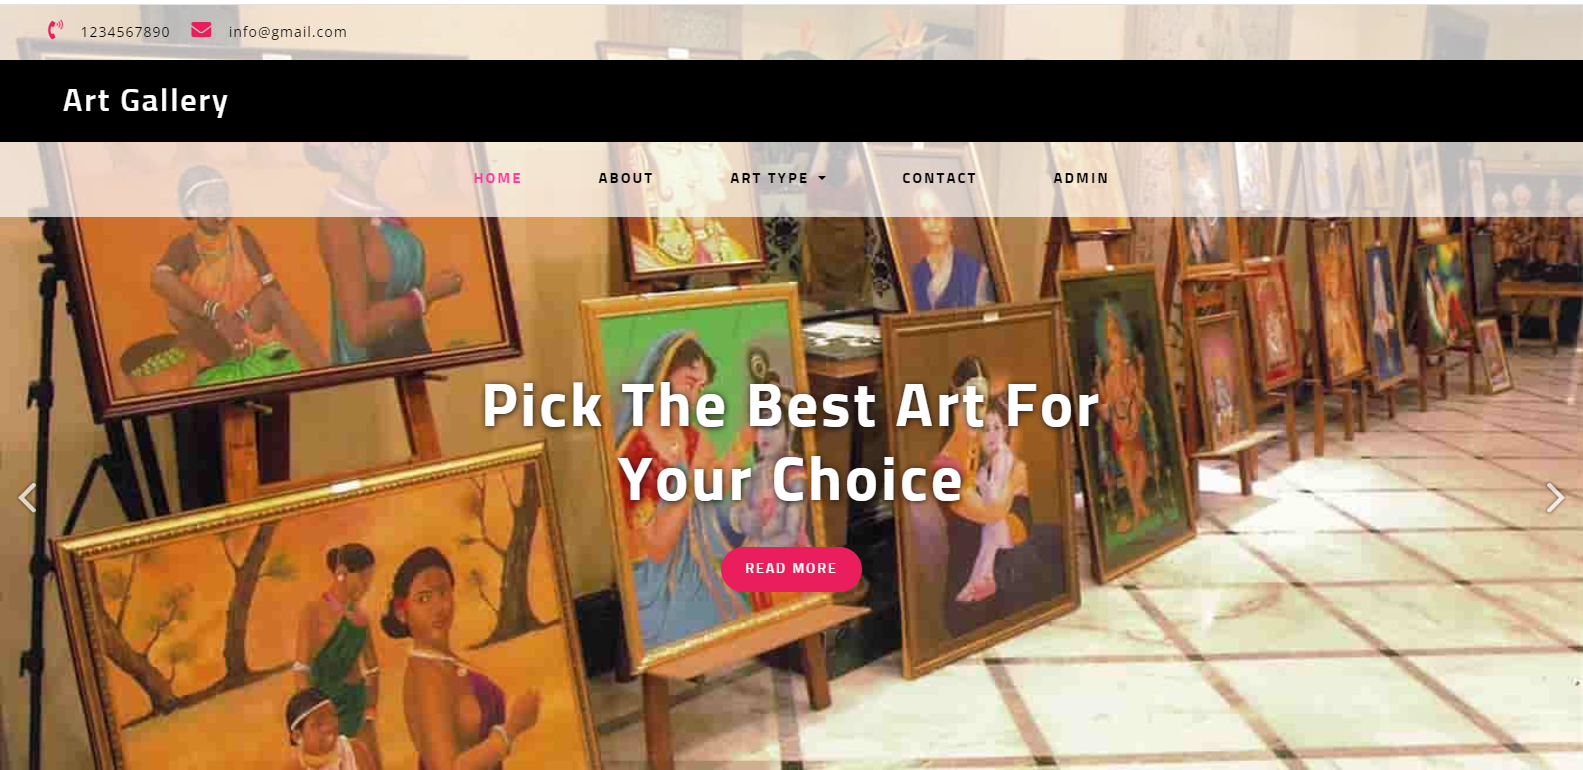 1234567890 info@gmail.com
Art Gallery
HOME ABOUT ART TYPE CONTACT ADMIN
Pick The Best Art For
Your Choice
READ MORE